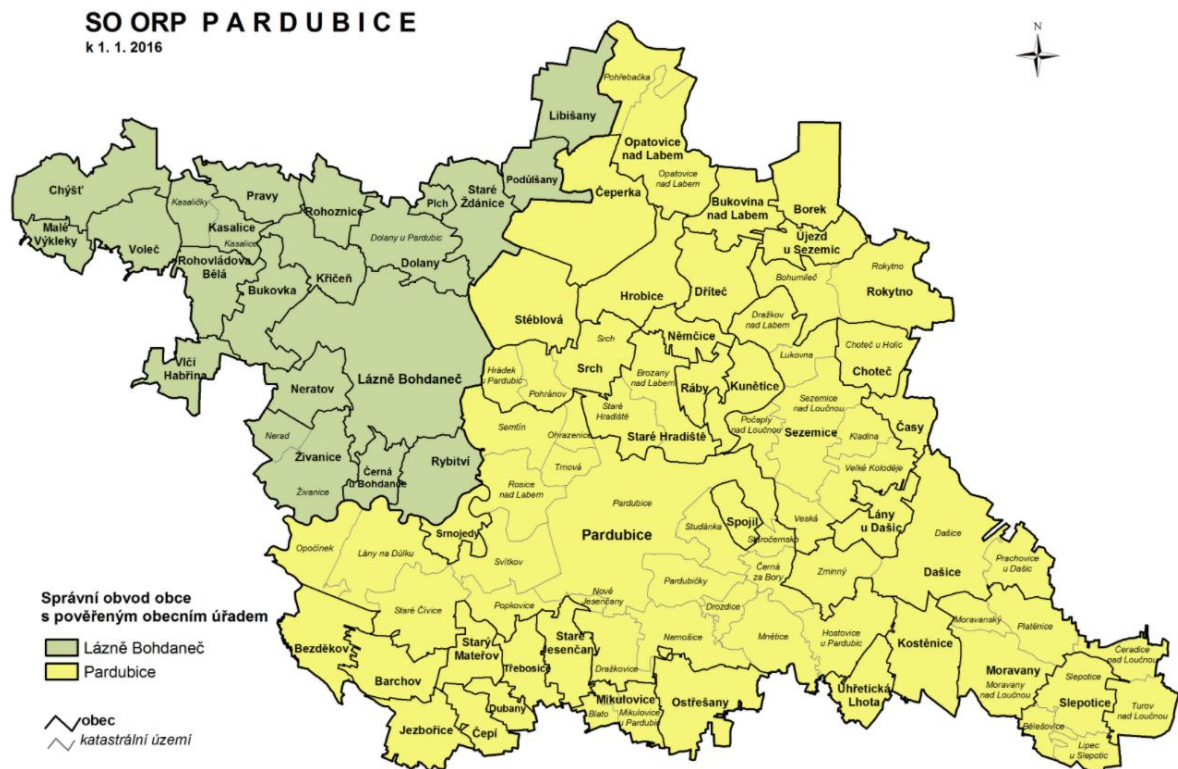 SO ORP PARDUBICE
k 1. 1. 2016
N
Pohřebačka
Libišany
Opatovice
nad Labem
Opatovice
nad Labem
Podůlšany
Čeperka
Bukovina
nad Labem
Borek
Staré
Ždánice
Plch
Chýšť
Kasaličky
Pravy
Rohoznice
Malé
Výkleky
Voleč
Kasalice
Kasalice
Dolany u Pardubic
Dolany
Újezd
u Sezemic
Rohovládova
Bělá
Bukovka
Křičeň
Hrobice
Dříteč
Bohumileč
Rokytno
Rokytno
Stéblová
Dražkov
nad Labem
Němčice
Srch
Srch
Lukovna
Choteč u Holic
Choteč
Vlčí
Habřina
Neratov
Lázně Bohdaneč
Hrádek
u Pardubic
Pohránov
Brozany
nad Labem
Ráby
Kunětice
Staré
Hradiště
Staré Hradiště
Sezemice
nad Loučnou
Počaply
nad Loučnou
Sezemice
Kladina
Časy
Semtín
Ohrazenice
Nerad
Živanice
Živanice
Černá
u Bohdanče
Rybitví
Trnová
Velké Koloděje
Rosice
nad Labem
Pardubice
Pardubice
Studánka
Spojil
Staročernsko
Veská
Lány
u Dašic
Dašice
Dašice
Prachovice
u Dašic
Opočínek
Lány na Důlku
Srnojedy
Svítkov
Pardubičky
Černá
za Bory
Zminný
Staré Čívice
Popkovice
Nové
Jesenčany
Drozdice
Nemošice
Mnětice
Hostovice
u Pardubic
Kostěnice
Moravanský
Platěnice
Moravany
Moravany
nad Loučnou
Čeradice
nad Loučnou
Slepotice
Slepotice
Turov
nad Loučnou
Bělešovice
Lipec
u Slepotic
Bezděkov
Barchov
Starý
Mateřov
Třebosice
Staré
Jesenčany
Dražkovice
Mikulovice
Blato
Mikulovice
u Pardubic
Ostřešany
Úhřetická
Lhota
Jezbořice
Dubany
Čepí
Správní obvod obce
s pověřeným obecním úřadem
Lázně Bohdaneč
Pardubice
obec
katastrální území